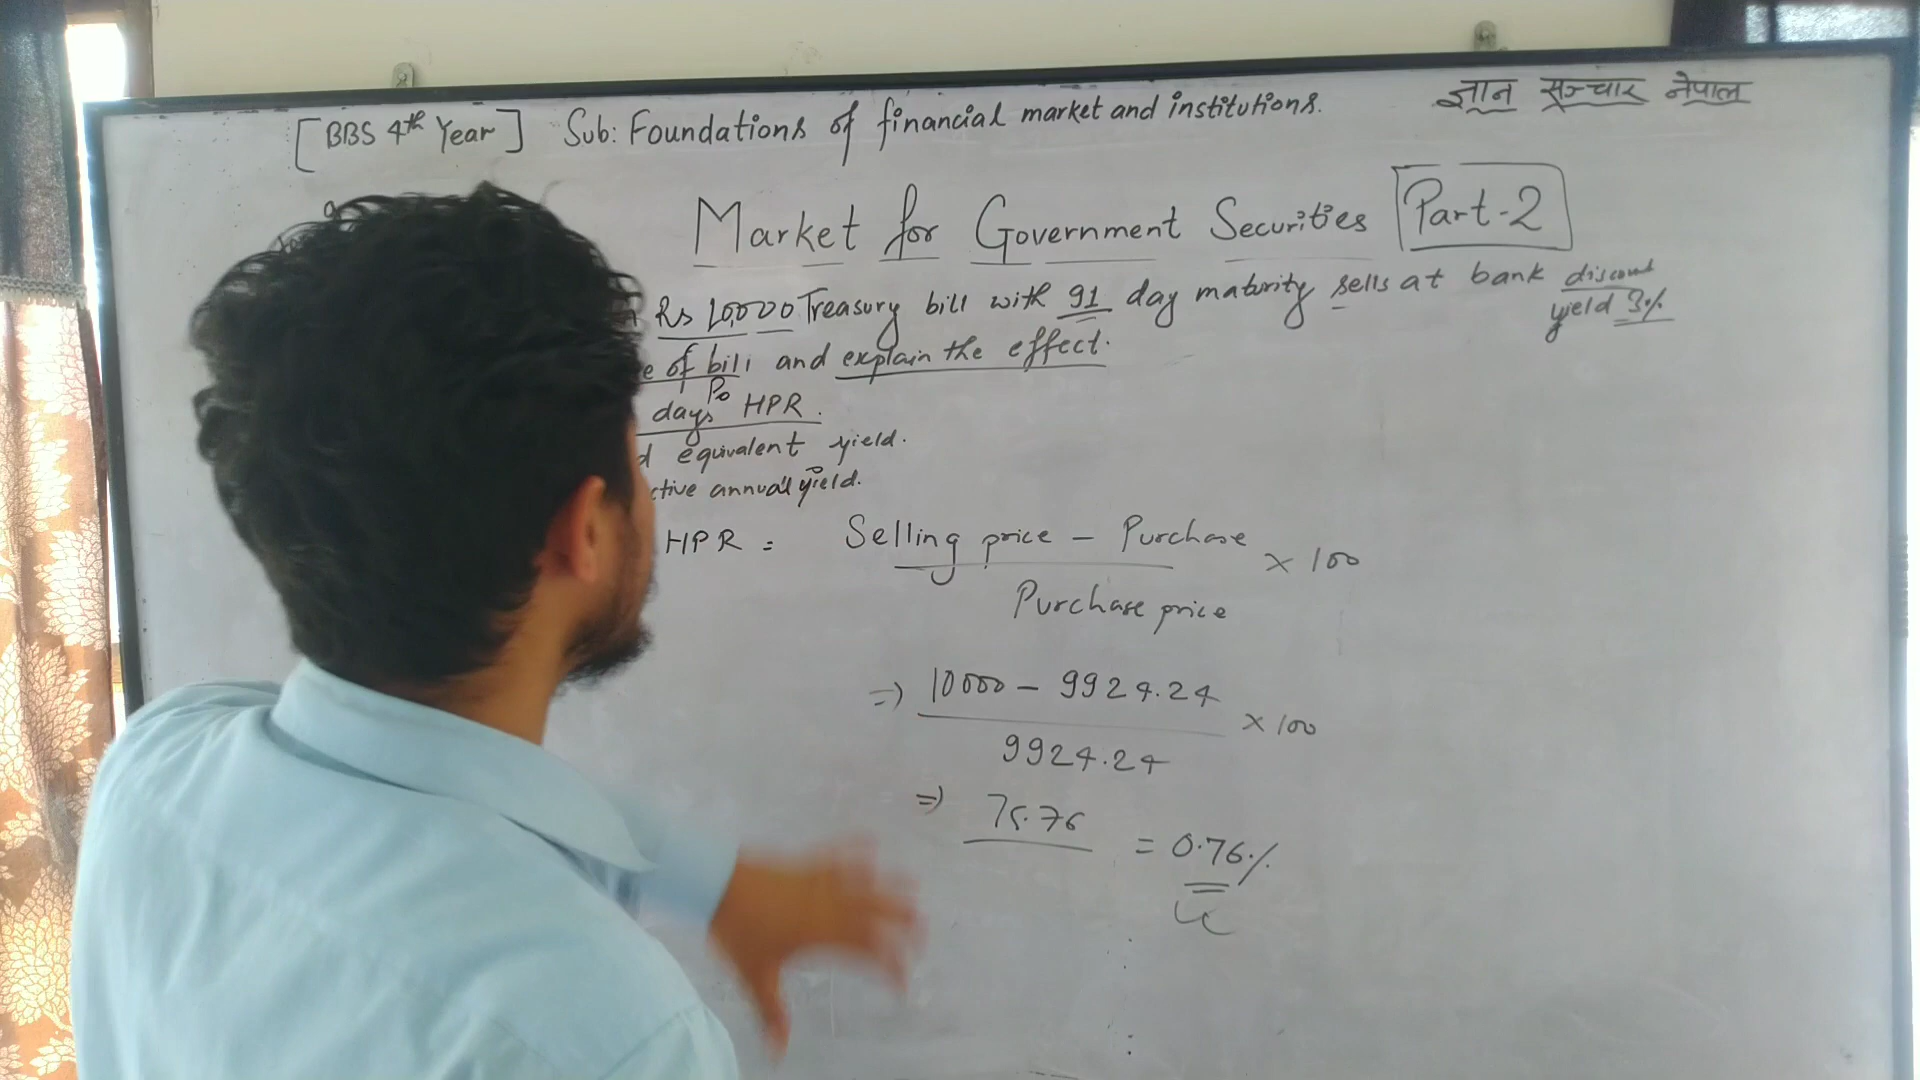 [BBS 4th Year] Sub: Foundations of financial market and institutions.
ज्ञान सञ्चार नेपाल
Market for Government Securities Part-2
Rs 10,000 Treasury bill with 91 day maturity sells at bank discount yield 3%
of bill and explain the effect.
P0
days HPR.
equivalent yield.
ctive annual yield.
HPR = Selling price - Purchase
× 100
Purchase price
=) 10000 - 9924.24
× 100
9924.24
=) 75.76
= 0.76%